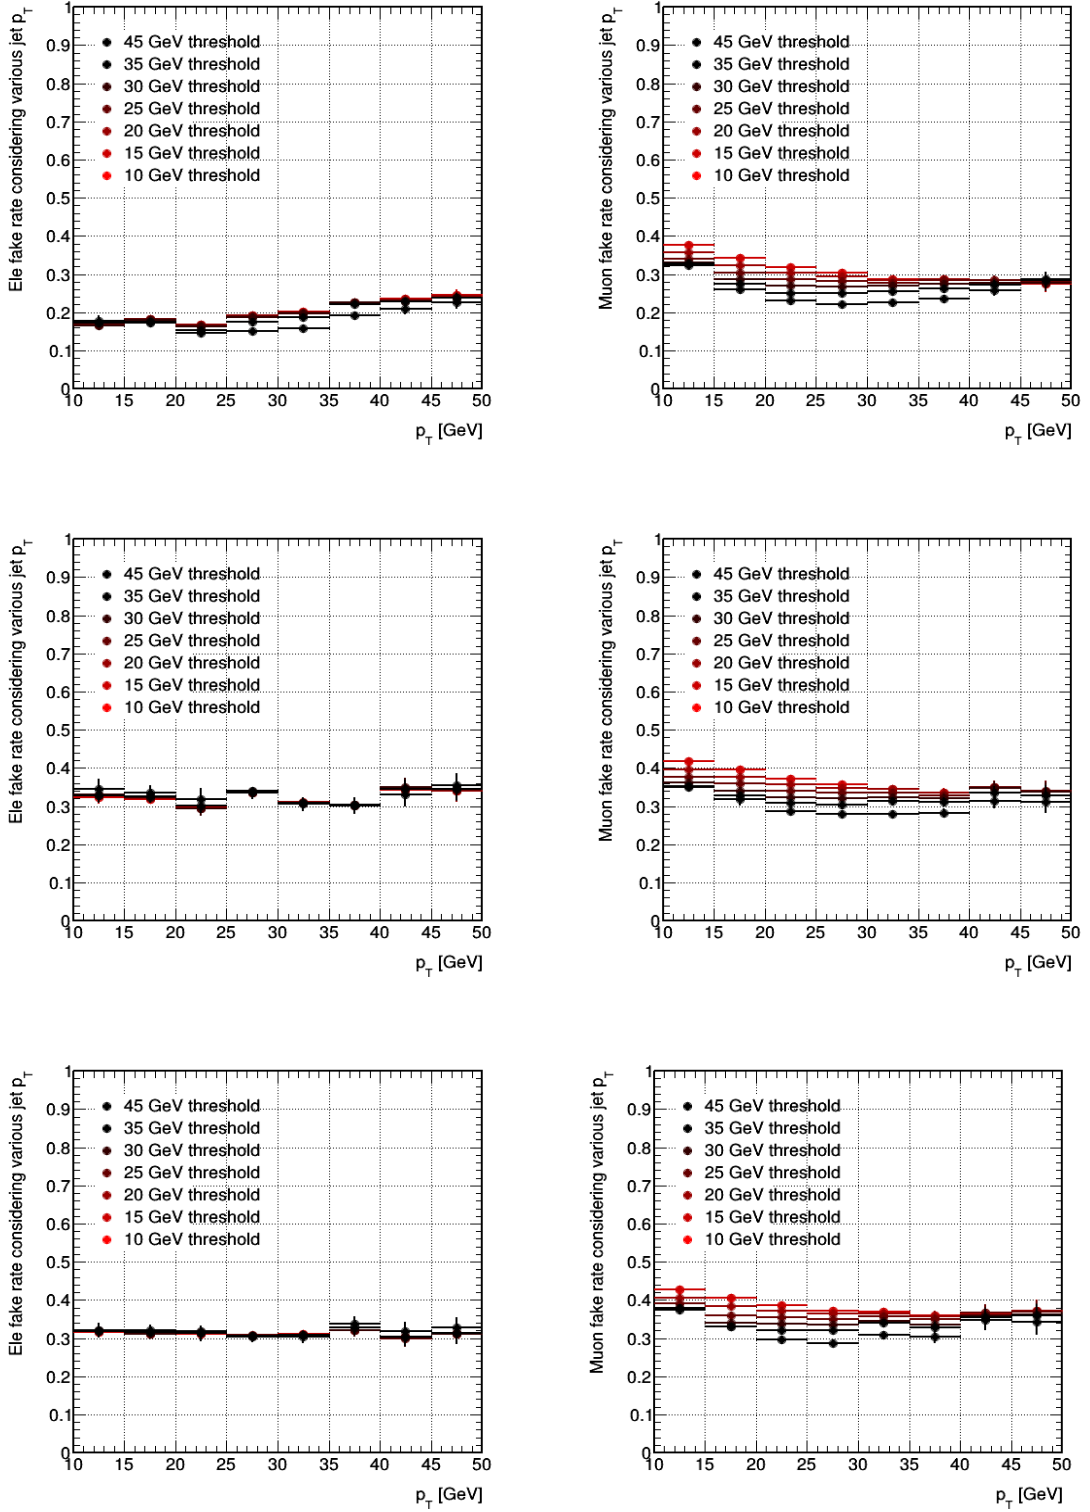 Ele fake rate considering various jet p_T
1
0.9
0.8
0.7
0.6
0.5
0.4
0.3
0.2
0.1
0
45 GeV threshold
35 GeV threshold
30 GeV threshold
25 GeV threshold
20 GeV threshold
15 GeV threshold
10 GeV threshold
10 15 20 25 30 35 40 45 50
p_T [GeV]
Muon fake rate considering various jet p_T
1
0.9
0.8
0.7
0.6
0.5
0.4
0.3
0.2
0.1
0
45 GeV threshold
35 GeV threshold
30 GeV threshold
25 GeV threshold
20 GeV threshold
15 GeV threshold
10 GeV threshold
10 15 20 25 30 35 40 45 50
p_T [GeV]
Ele fake rate considering various jet p_T
1
0.9
0.8
0.7
0.6
0.5
0.4
0.3
0.2
0.1
0
45 GeV threshold
35 GeV threshold
30 GeV threshold
25 GeV threshold
20 GeV threshold
15 GeV threshold
10 GeV threshold
10 15 20 25 30 35 40 45 50
p_T [GeV]
Muon fake rate considering various jet p_T
1
0.9
0.8
0.7
0.6
0.5
0.4
0.3
0.2
0.1
0
45 GeV threshold
35 GeV threshold
30 GeV threshold
25 GeV threshold
20 GeV threshold
15 GeV threshold
10 GeV threshold
10 15 20 25 30 35 40 45 50
p_T [GeV]
Ele fake rate considering various jet p_T
1
0.9
0.8
0.7
0.6
0.5
0.4
0.3
0.2
0.1
0
45 GeV threshold
35 GeV threshold
30 GeV threshold
25 GeV threshold
20 GeV threshold
15 GeV threshold
10 GeV threshold
10 15 20 25 30 35 40 45 50
p_T [GeV]
Muon fake rate considering various jet p_T
1
0.9
0.8
0.7
0.6
0.5
0.4
0.3
0.2
0.1
0
45 GeV threshold
35 GeV threshold
30 GeV threshold
25 GeV threshold
20 GeV threshold
15 GeV threshold
10 GeV threshold
10 15 20 25 30 35 40 45 50
p_T [GeV]